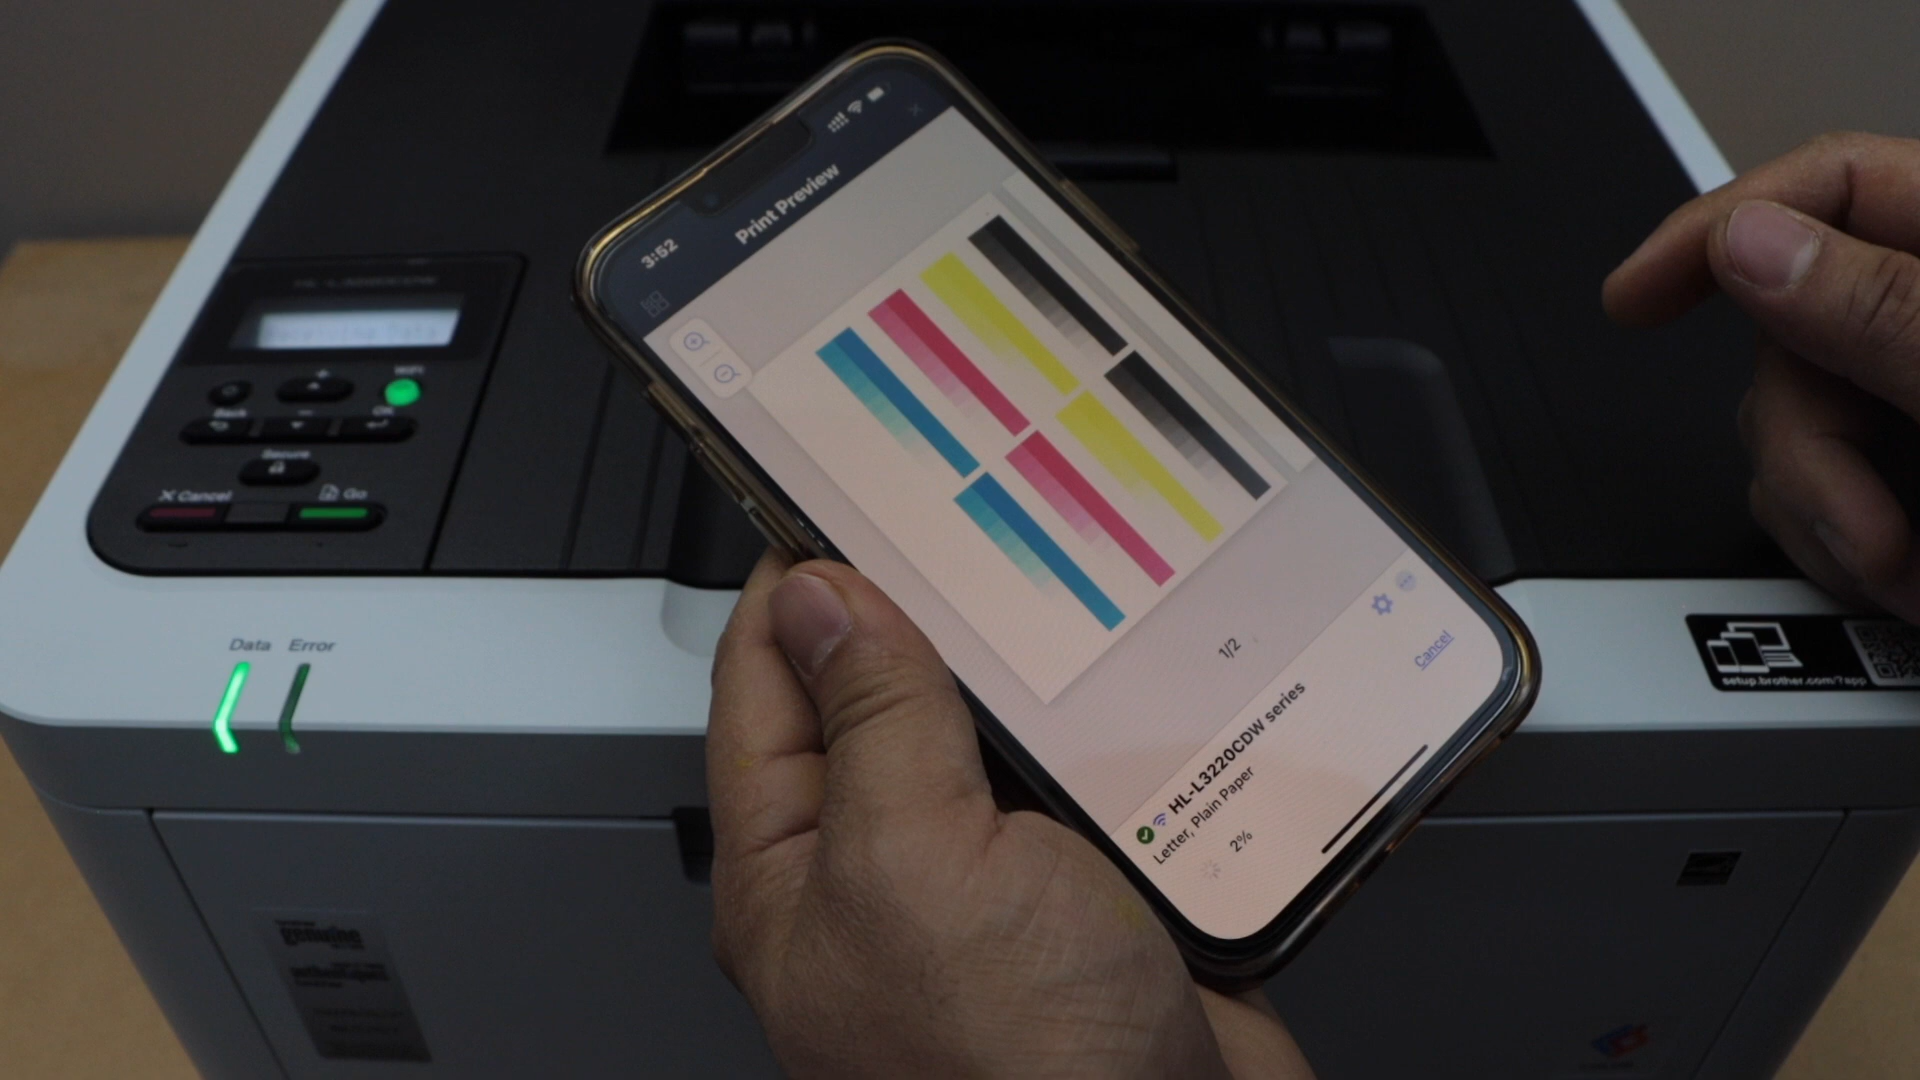 3:52
Print Preview
1/2
Cancel
HL-L3220CDW series
Letter, Plain Paper
2%
WiFi
Back
OK
Secure
Cancel
Go
Data
Error
setup.brother.com/?app
genuine